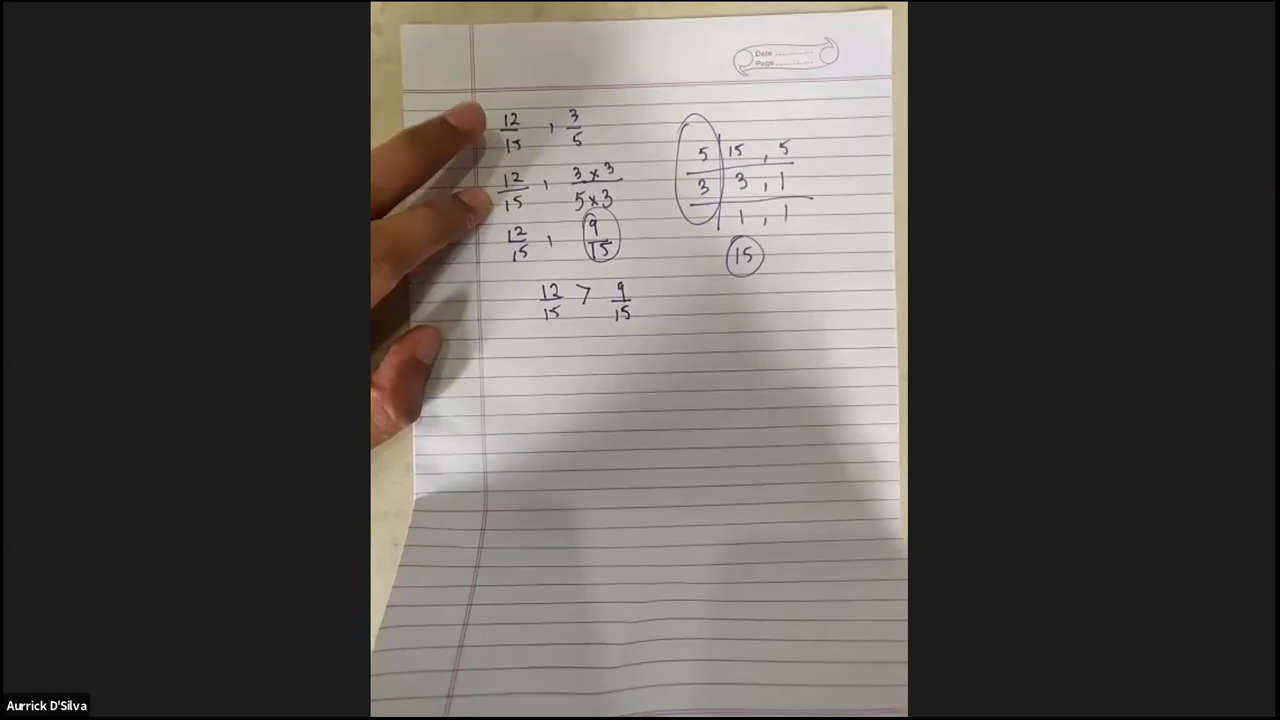 Date ............
Page ............
12/15 , 3/5
12/15 , 3 x 3 / 5 x 3
12/15 , 9/15
12/15 > 9/15
5 | 15 , 5
3 | 3 , 1
| 1 , 1
15
Aurrick D'Silva